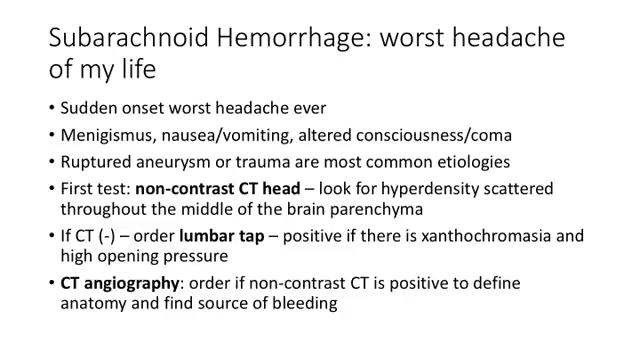 Subarachnoid Hemorrhage: worst headache
of my life
• Sudden onset worst headache ever
• Menigismus, nausea/vomiting, altered consciousness/coma
• Ruptured aneurysm or trauma are most common etiologies
• First test: non-contrast CT head – look for hyperdensity scattered
throughout the middle of the brain parenchyma
• If CT (-) – order lumbar tap – positive if there is xanthochromasia and
high opening pressure
• CT angiography: order if non-contrast CT is positive to define
anatomy and find source of bleeding